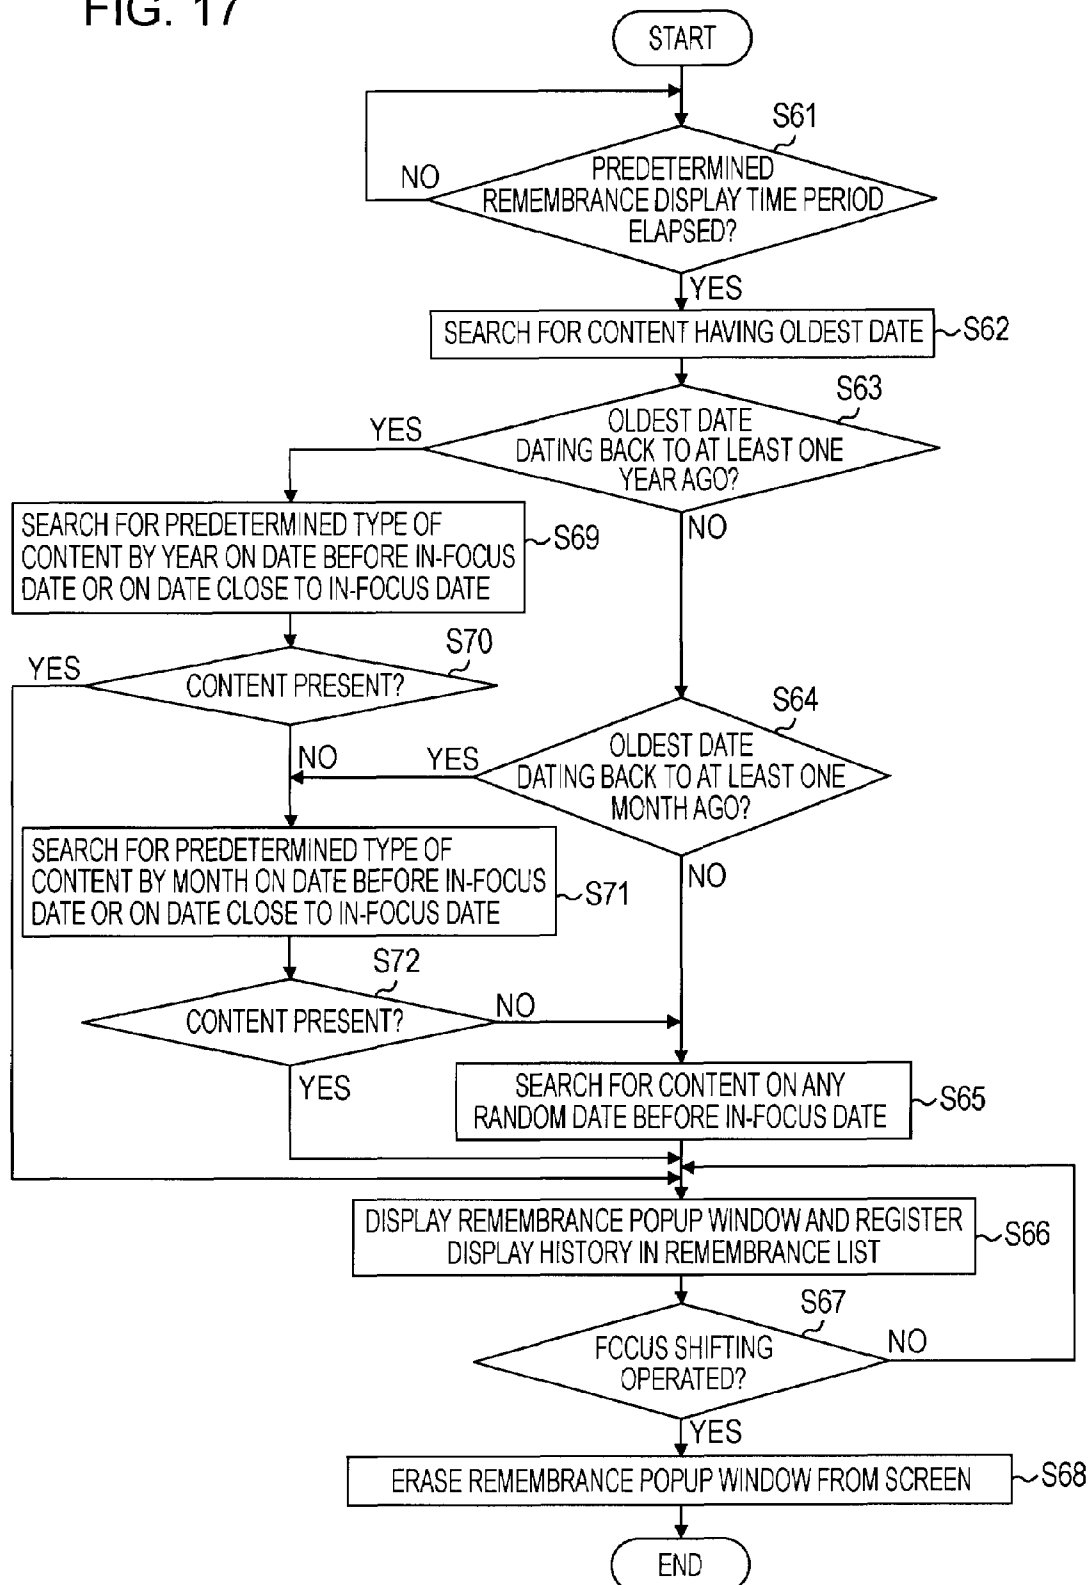 FIG. 17
START
S61
NO
PREDETERMINED
REMEMBRANCE DISPLAY TIME PERIOD
ELAPSED?
YES
SEARCH FOR CONTENT HAVING OLDEST DATE
S62
S63
YES
OLDEST DATE
DATING BACK TO AT LEAST ONE
YEAR AGO?
NO
SEARCH FOR PREDETERMINED TYPE OF
CONTENT BY YEAR ON DATE BEFORE IN-FOCUS
DATE OR ON DATE CLOSE TO IN-FOCUS DATE
S69
S70
YES
CONTENT PRESENT?
NO
S64
YES
OLDEST DATE
DATING BACK TO AT LEAST ONE
MONTH AGO?
NO
SEARCH FOR PREDETERMINED TYPE OF
CONTENT BY MONTH ON DATE BEFORE IN-FOCUS
DATE OR ON DATE CLOSE TO IN-FOCUS DATE
S71
S72
CONTENT PRESENT?
NO
YES
SEARCH FOR CONTENT ON ANY
RANDOM DATE BEFORE IN-FOCUS DATE
S65
DISPLAY REMEMBRANCE POPUP WINDOW AND REGISTER
DISPLAY HISTORY IN REMEMBRANCE LIST
S66
S67
FOCUS SHIFTING
OPERATED?
NO
YES
ERASE REMEMBRANCE POPUP WINDOW FROM SCREEN
S68
END